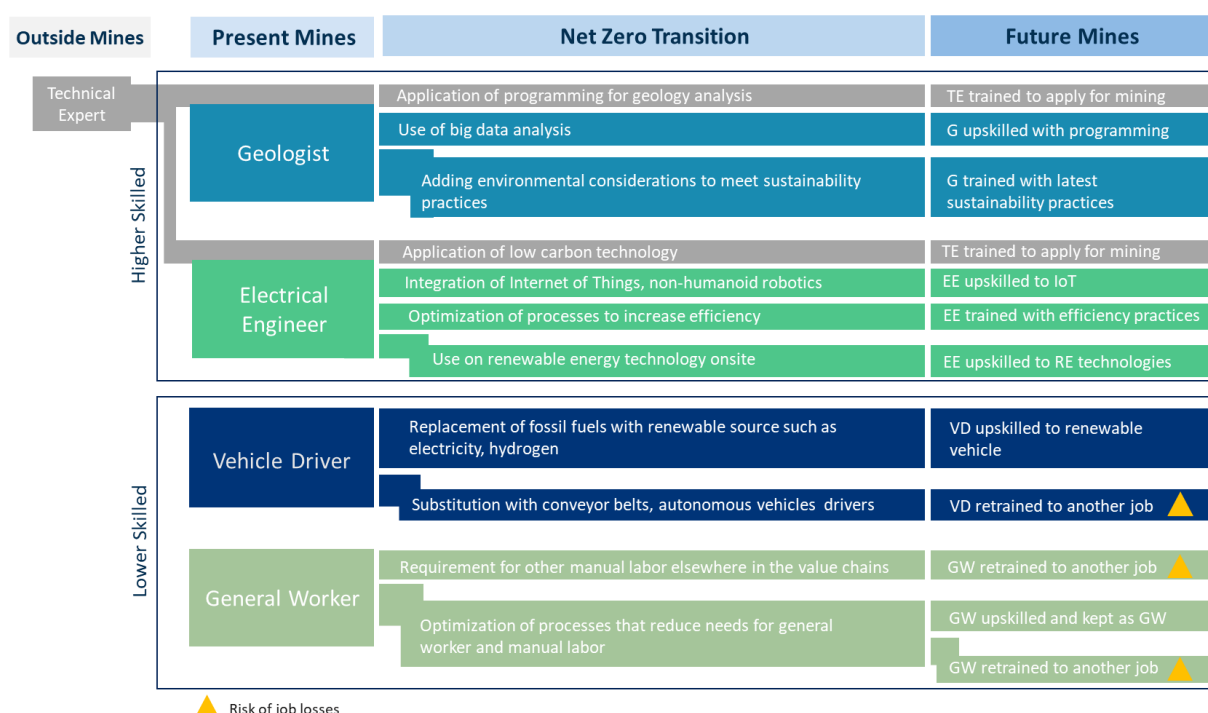 Outside Mines
Present Mines
Net Zero Transition
Future Mines
Technical
Expert
Higher Skilled
Application of programming for geology analysis
TE trained to apply for mining
Geologist
Use of big data analysis
G upskilled with programming
Adding environmental considerations to meet sustainability
practices
G trained with latest
sustainability practices
Application of low carbon technology
TE trained to apply for mining
Electrical
Engineer
Integration of Internet of Things, non-humanoid robotics
EE upskilled to IoT
Optimization of processes to increase efficiency
EE trained with efficiency practices
Use on renewable energy technology onsite
EE upskilled to RE technologies
Lower Skilled
Vehicle Driver
Replacement of fossil fuels with renewable source such as
electricity, hydrogen
VD upskilled to renewable
vehicle
Substitution with conveyor belts, autonomous vehicles drivers
VD retrained to another job
General Worker
Requirement for other manual labor elsewhere in the value chains
GW retrained to another job
Optimization of processes that reduce needs for general
worker and manual labor
GW upskilled and kept as GW
GW retrained to another job
Risk of job losses